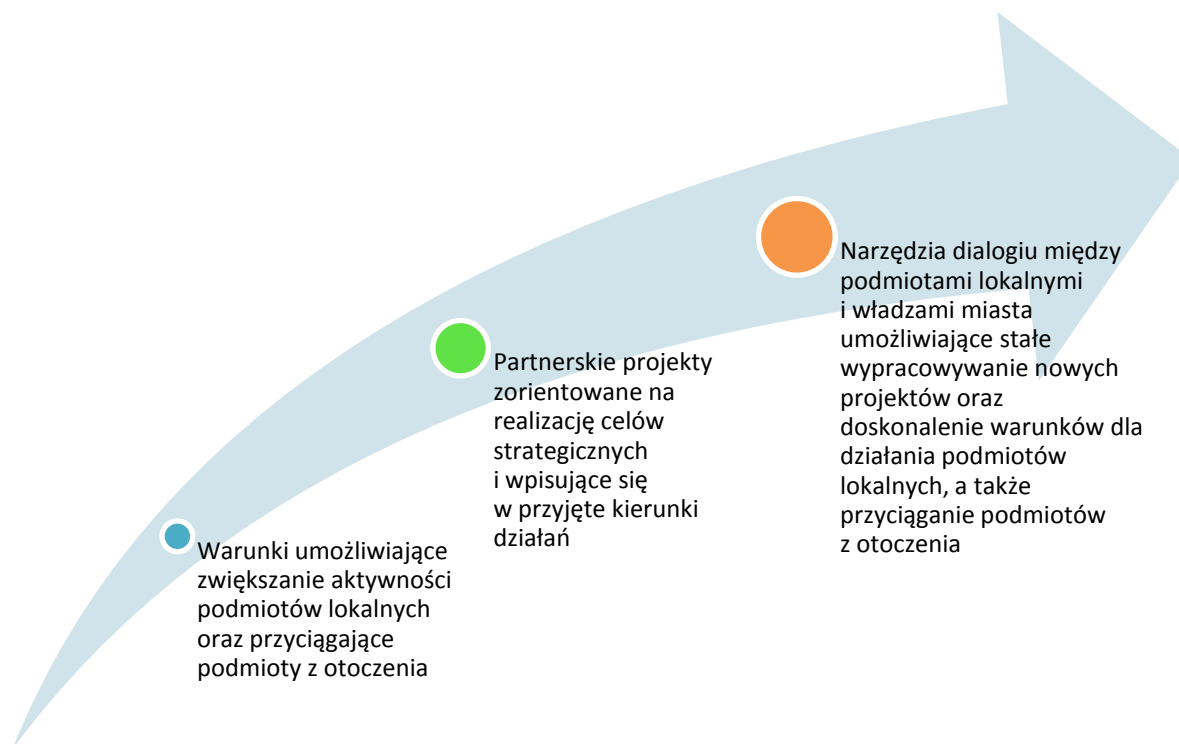 Warunki umożliwiające
zwiększanie aktywności
podmiotów lokalnych
oraz przyciągające
podmioty z otoczenia
Partnerskie projekty
zorientowane na
realizację celów
strategicznych
i wpisujące się
w przyjęte kierunki
działań
Narzędzia dialogiu między
podmiotami lokalnymi
i władzami miasta
umożliwiające stałe
wypracowywanie nowych
projektów oraz
doskonalenie warunków dla
działania podmiotów
lokalnych, a także
przyciąganie podmiotów
z otoczenia